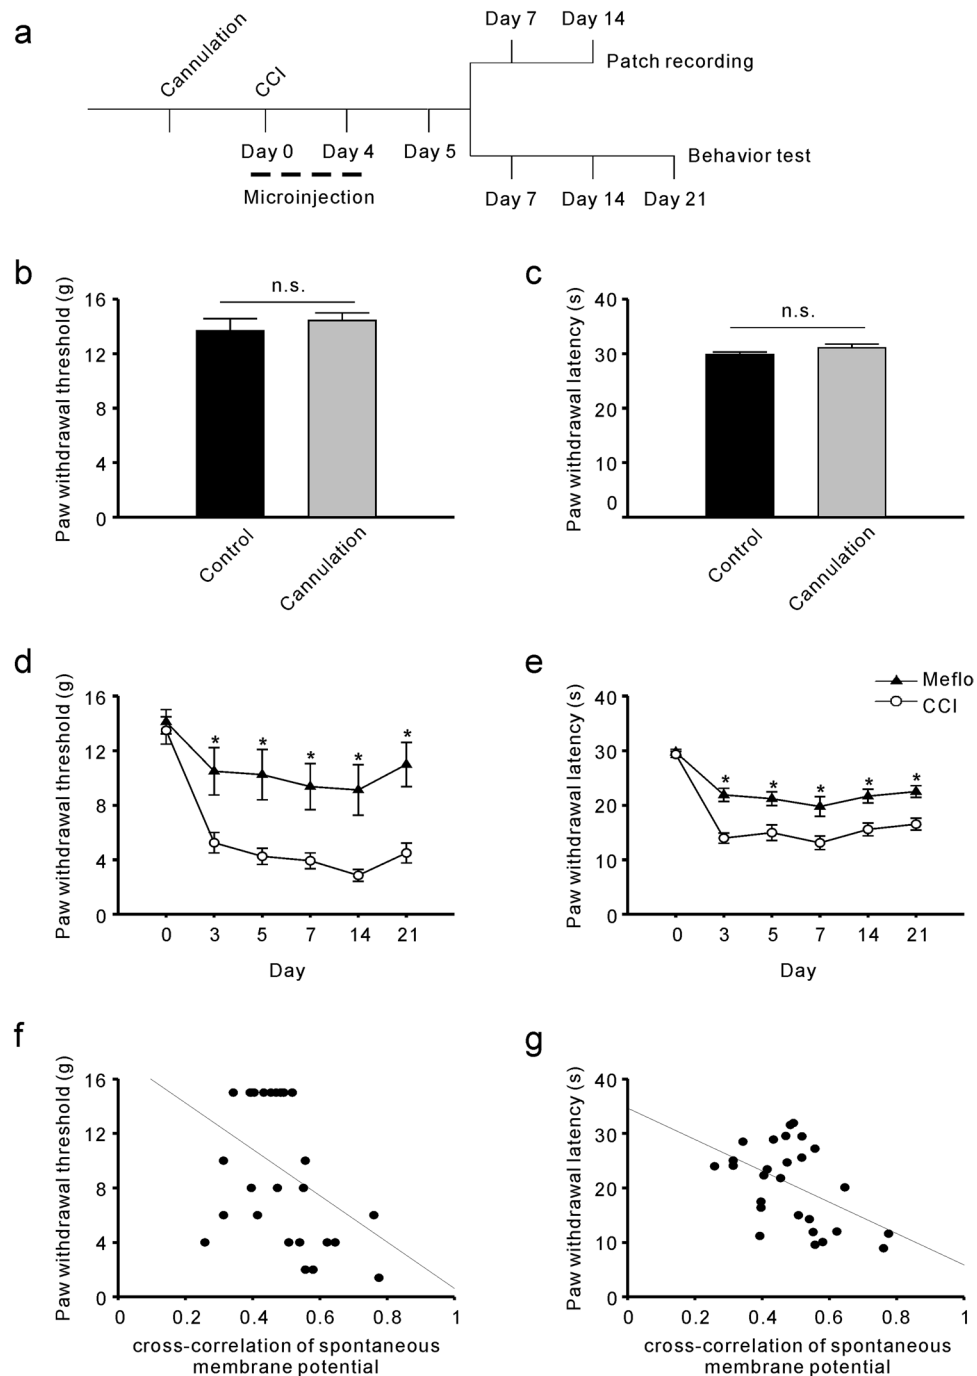 a
Cannulation
CCI
Day 0
Day 4
Day 5
Microinjection
Day 7
Day 14
Patch recording
Behavior test
Day 7
Day 14
Day 21
b
Paw withdrawal threshold (g)
16
12
8
4
0
n.s.
Control
Cannulation
c
Paw withdrawal latency (s)
40
30
20
10
0
n.s.
Control
Cannulation
d
Paw withdrawal threshold (g)
16
12
8
4
0
* * * * *
0 3 5 7 14 21
Day
e
Paw withdrawal latency (s)
40
30
20
10
0
Meflo
CCI
* * * * *
0 3 5 7 14 21
Day
f
Paw withdrawal threshold (g)
16
12
8
4
0
0 0.2 0.4 0.6 0.8 1
cross-correlation of spontaneous
membrane potential
g
Paw withdrawal latency (s)
40
30
20
10
0
0 0.2 0.4 0.6 0.8 1
cross-correlation of spontaneous
membrane potential